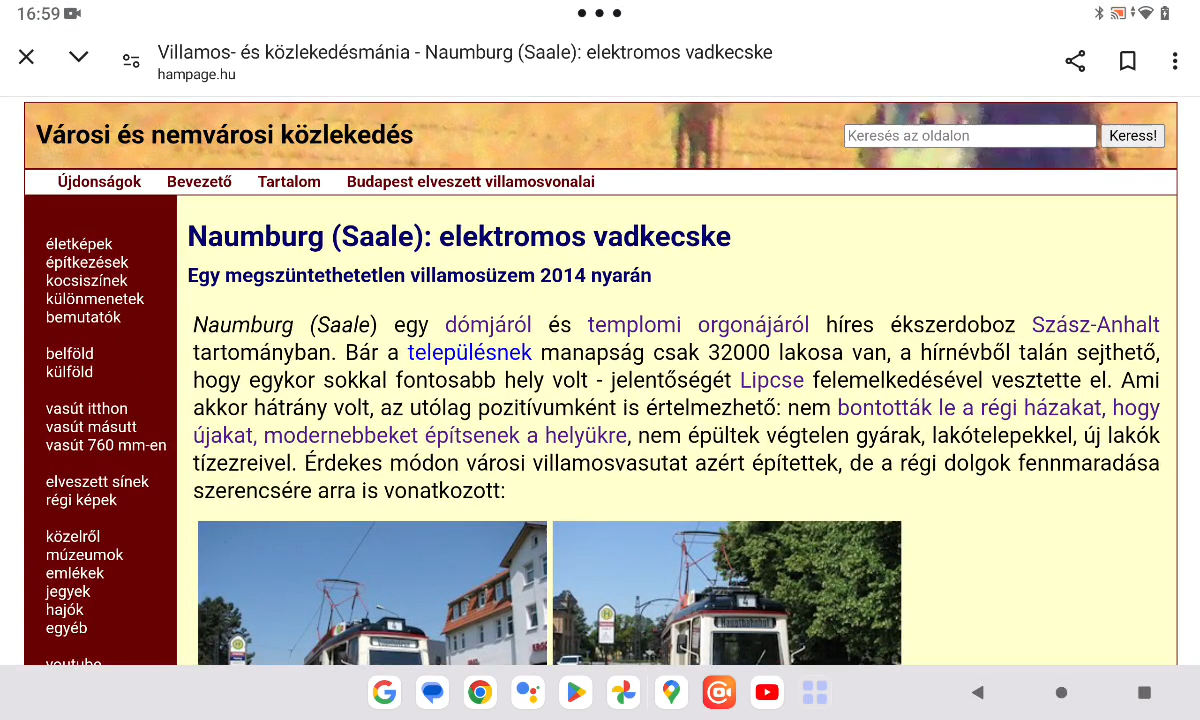 16:59
Villamos- és közlekedésmánia - Naumburg (Saale): elektromos vadkecske
hampage.hu
Városi és nemvárosi közlekedés
Keresés az oldalon
Keress!
Újdonságok Bevezető Tartalom Budapest elveszett villamosvonalai
életképek
építkezések
kocsiszínek
különmenetek
bemutatók
belföld
külföld
vasút itthon
vasút másutt
vasút 760 mm-en
elveszett sínek
régi képek
közelről
múzeumok
emlékek
jegyek
hajók
egyéb
youtube
Naumburg (Saale): elektromos vadkecske
Egy megszüntethetetlen villamosüzem 2014 nyarán
Naumburg (Saale) egy dómjáról és templomi orgonájáról híres ékszerdoboz Szász-Anhalt
tartományban. Bár a településnek manapság csak 32000 lakosa van, a hírnévből talán sejthető,
hogy egykor sokkal fontosabb hely volt - jelentőségét Lipcse felemelkedésével vesztette el. Ami
akkor hátrány volt, az utólag pozitívumként is értelmezhető: nem bontották le a régi házakat, hogy
újakat, modernebbeket építsenek a helyükre, nem épültek végtelen gyárak, lakótelepekkel, új lakók
tízezreivel. Érdekes módon városi villamosvasutat azért építettek, de a régi dolgok fennmaradása
szerencsére arra is vonatkozott:
4
H
4
Hauptbahnhof
H